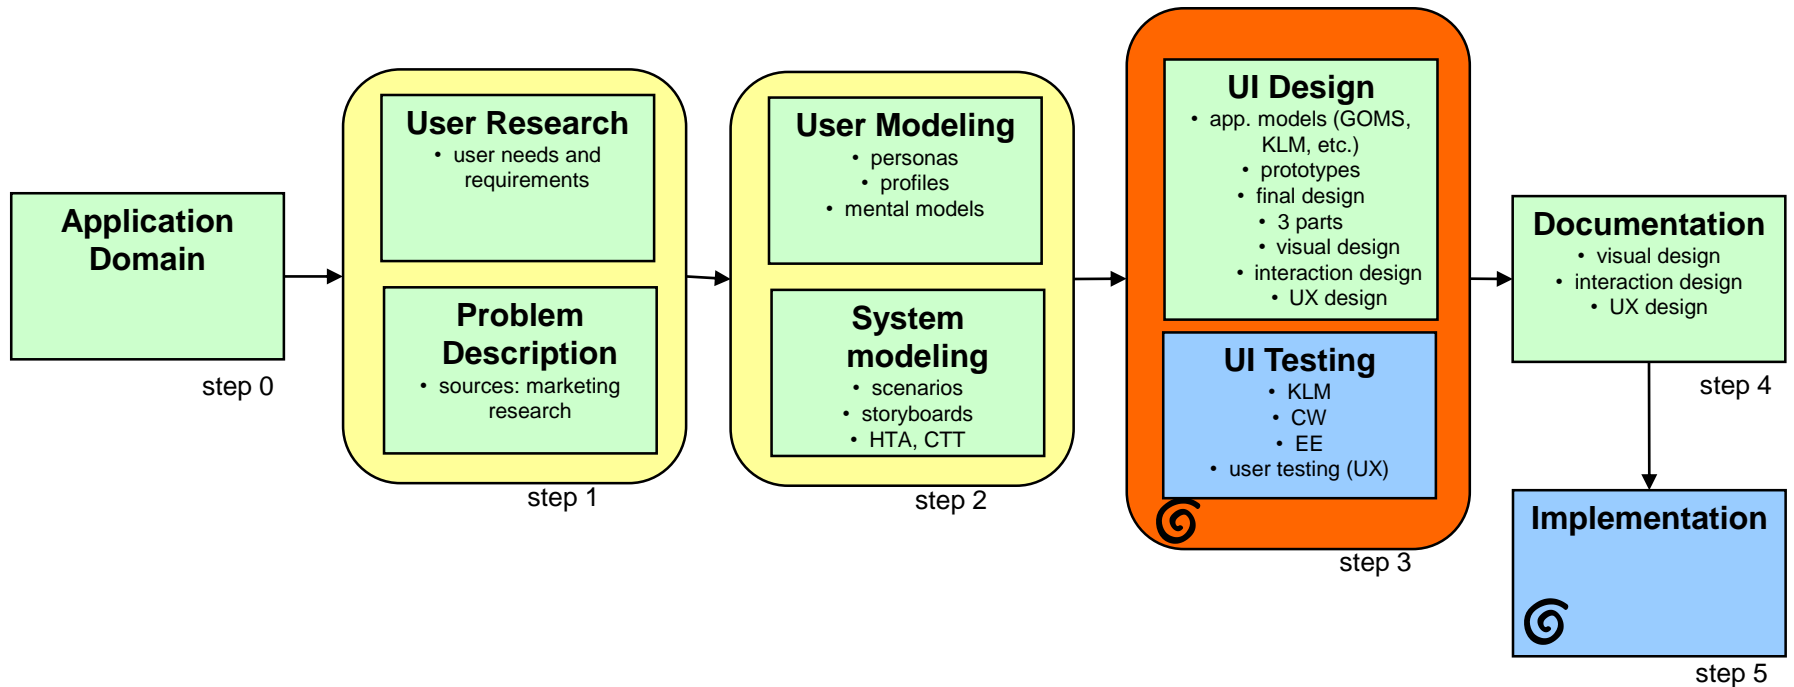 Application
Domain
step 0
User Research
• user needs and
requirements
Problem
Description
• sources: marketing
research
step 1
User Modeling
• personas
• profiles
• mental models
System
modeling
• scenarios
• storyboards
• HTA, CTT
step 2
UI Design
• app. models (GOMS,
KLM, etc.)
• prototypes
• final design
• 3 parts
• visual design
• interaction design
• UX design
UI Testing
• KLM
• CW
• EE
• user testing (UX)
step 3
Documentation
• visual design
• interaction design
• UX design
step 4
Implementation
step 5